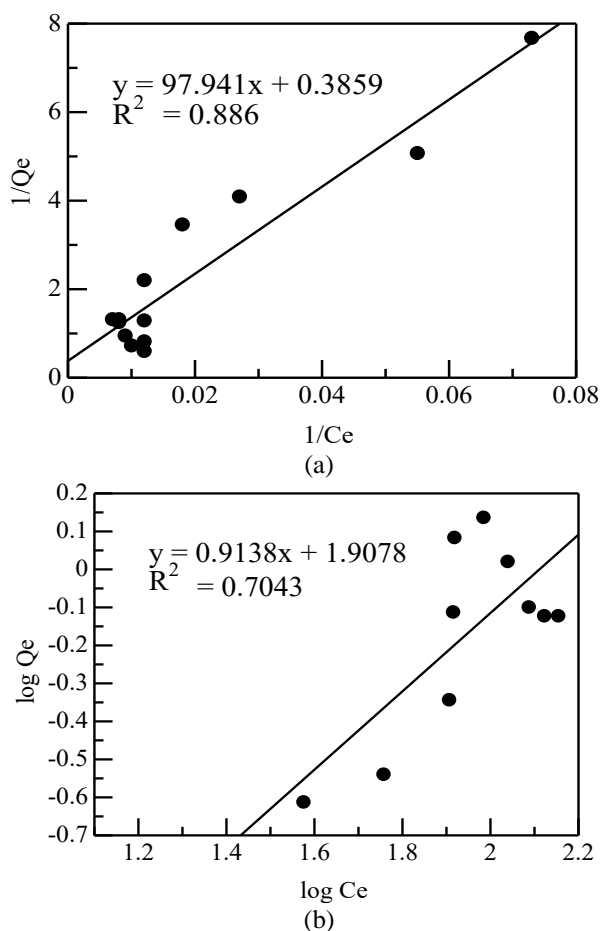 8
y = 97.941x + 0.3859
R2 = 0.886
6
1/Qe
4
2
0
0 0.02 0.04 0.06 0.08
1/Ce
(a)
0.2
0.1
y = 0.9138x + 1.9078
R2 = 0.7043
0
-0.1
-0.2
log Qe
-0.3
-0.4
-0.5
-0.6
-0.7
1.2 1.4 1.6 1.8 2 2.2
log Ce
(b)